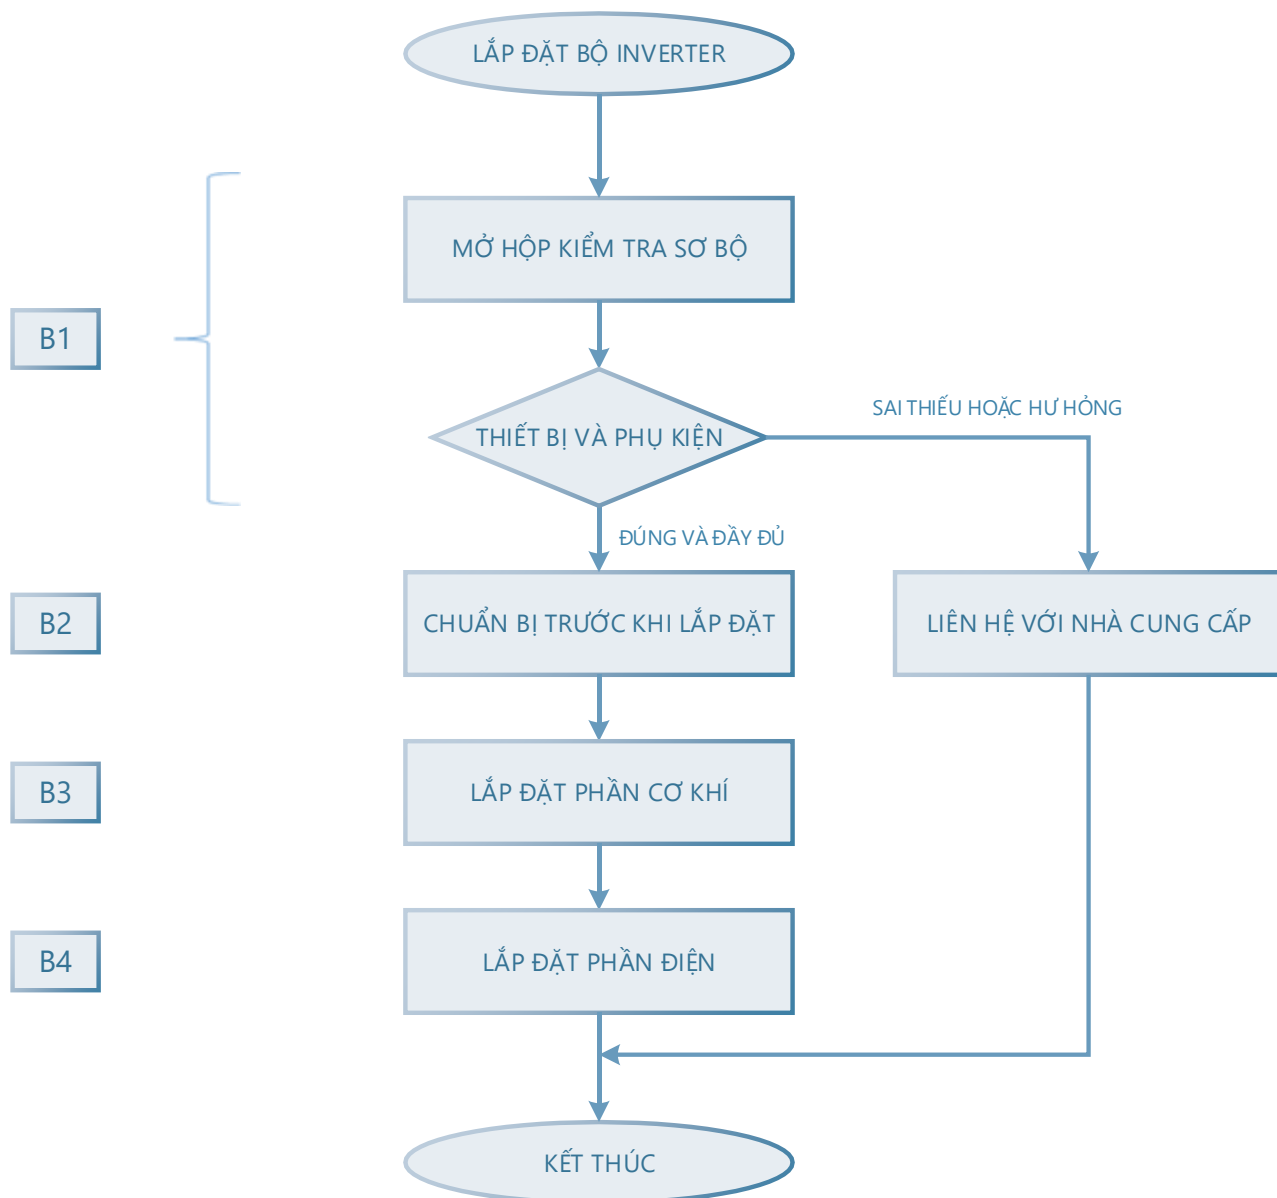 LẮP ĐẶT BỘ INVERTER
MỞ HỘP KIỂM TRA SƠ BỘ
B1
THIẾT BỊ VÀ PHỤ KIỆN
SAI THIẾU HOẶC HƯ HỎNG
ĐÚNG VÀ ĐẦY ĐỦ
B2
CHUẨN BỊ TRƯỚC KHI LẮP ĐẶT
LIÊN HỆ VỚI NHÀ CUNG CẤP
B3
LẮP ĐẶT PHẦN CƠ KHÍ
B4
LẮP ĐẶT PHẦN ĐIỆN
KẾT THÚC